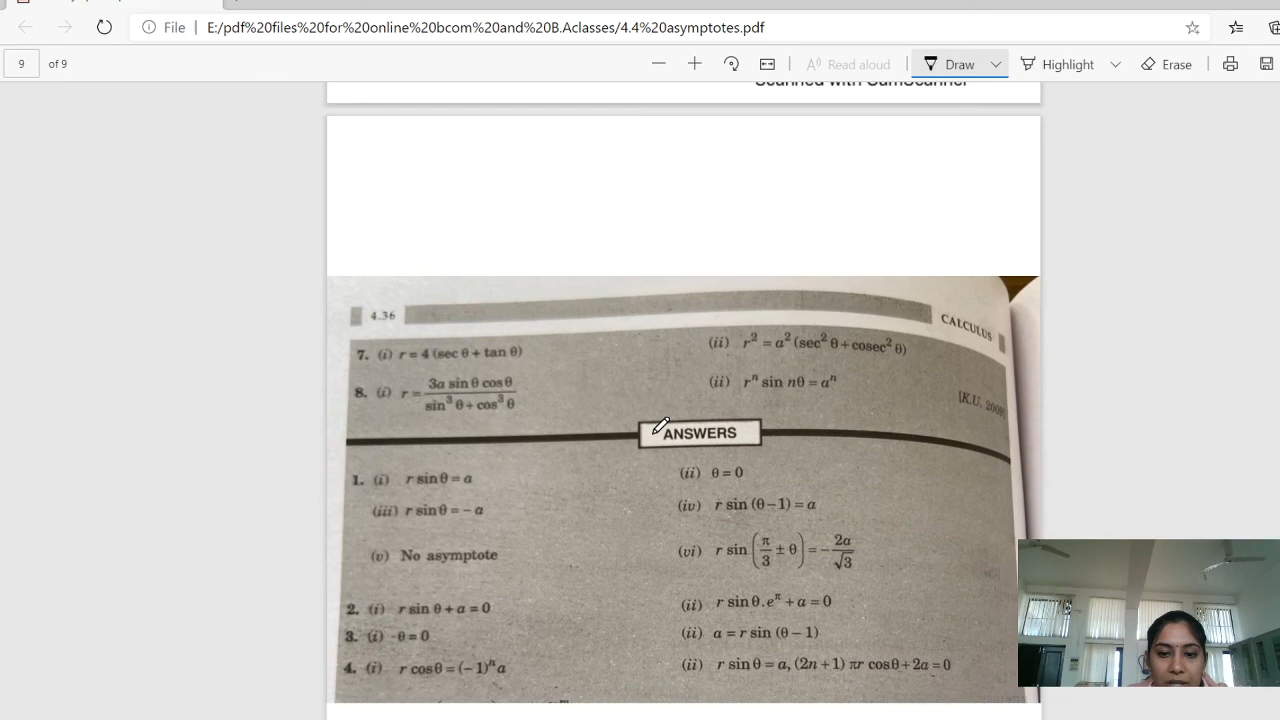 File E:/pdf%20files%20for%20online%20bcom%20and%20B.Aclasses/4.4%20asymptotes.pdf
9 of 9 Read aloud Draw Highlight Erase
Scanned with CamScanner
4.36 CALCULUS
7. (i) r = 4 (sec θ + tan θ) (ii) r² = a² (sec² θ + cosec² θ)
8. (i) r = 3a sin θ cos θ / sin³ θ + cos³ θ (ii) rⁿ sin nθ = aⁿ
[K.U. 2009]
ANSWERS
1. (i) r sin θ = a (ii) θ = 0
(iii) r sin θ = – a (iv) r sin (θ – 1) = a
(v) No asymptote (vi) r sin (π/3 ± θ) = – 2a/√3
2. (i) r sin θ + a = 0 (ii) r sin θ . e^π + a = 0
3. (i) θ = 0 (ii) a = r sin (θ – 1)
4. (i) r cos θ = (– 1)ⁿ a (ii) r sin θ = a, (2n + 1) πr cos θ + 2a = 0